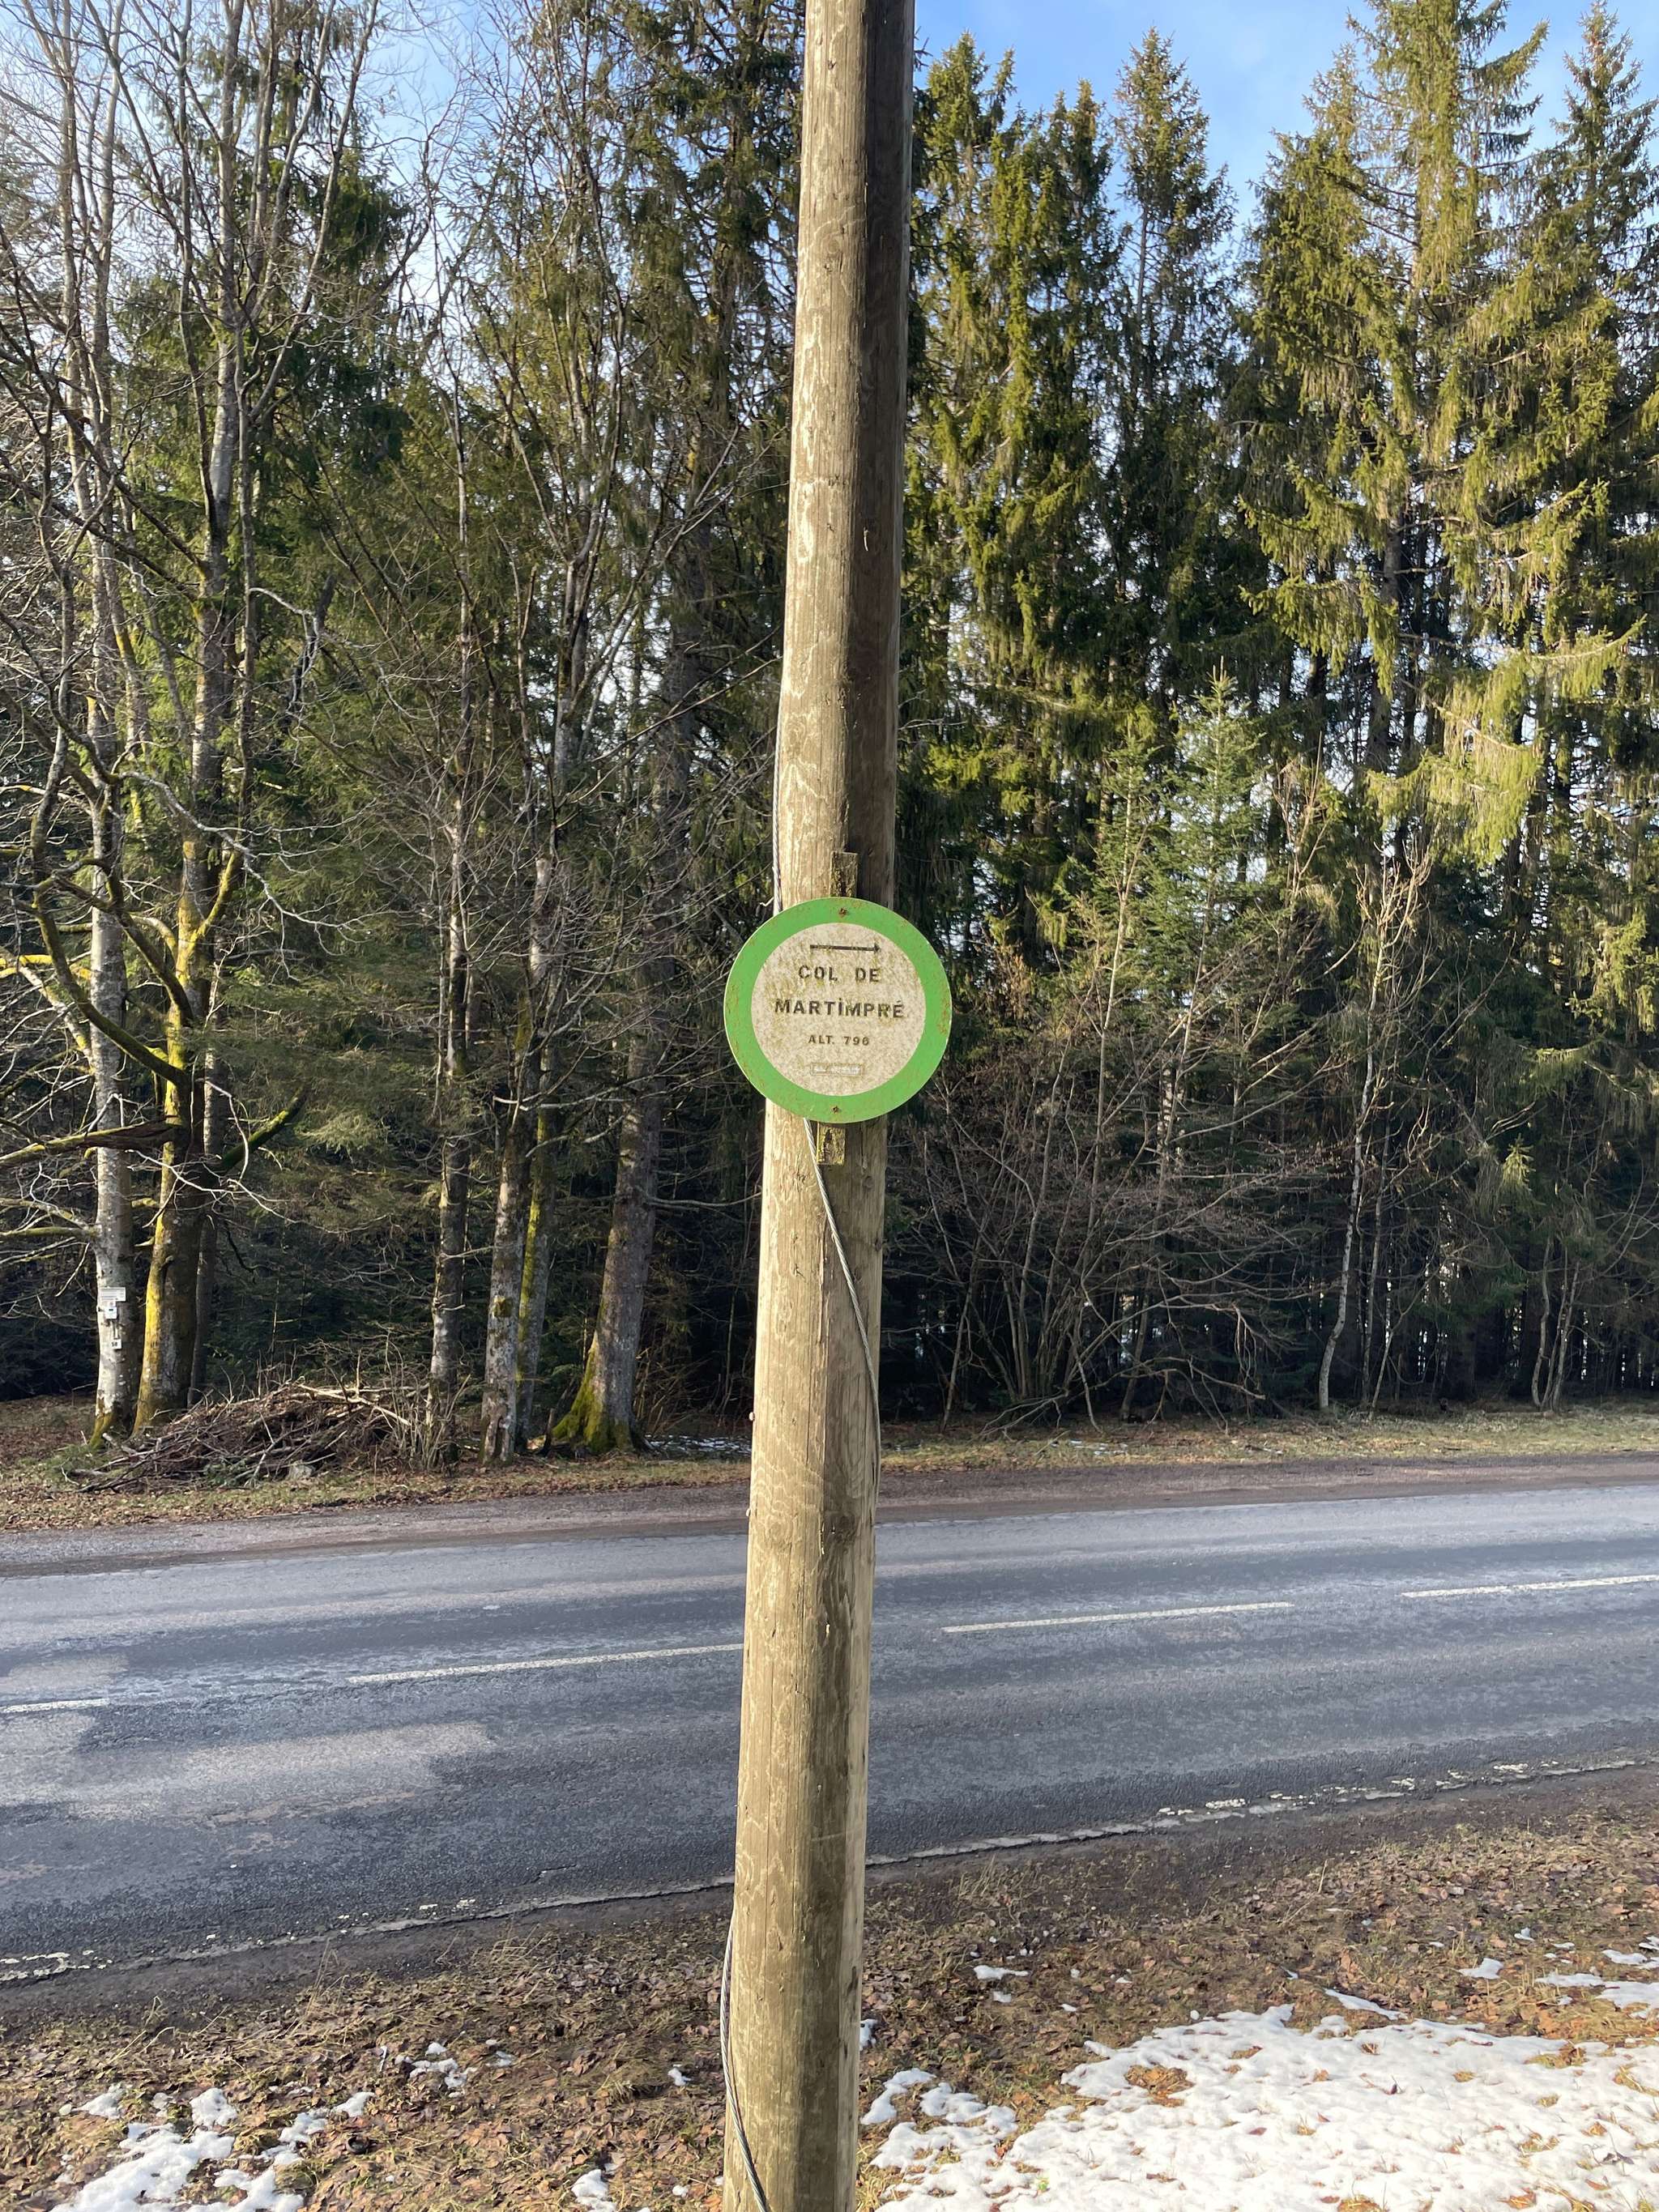 COL DE
MARTIMPRÉ
ALT. 796